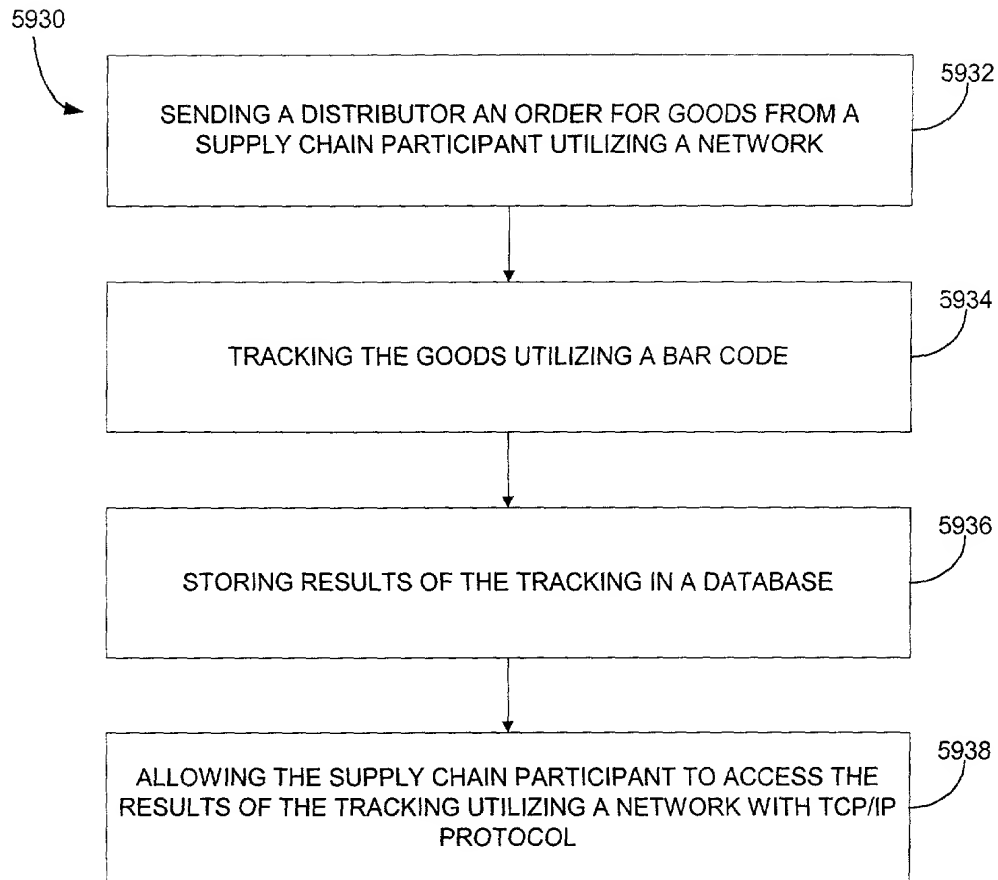 5930
5932
SENDING A DISTRIBUTOR AN ORDER FOR GOODS FROM A
SUPPLY CHAIN PARTICIPANT UTILIZING A NETWORK
5934
TRACKING THE GOODS UTILIZING A BAR CODE
5936
STORING RESULTS OF THE TRACKING IN A DATABASE
5938
ALLOWING THE SUPPLY CHAIN PARTICIPANT TO ACCESS THE
RESULTS OF THE TRACKING UTILIZING A NETWORK WITH TCP/IP
PROTOCOL